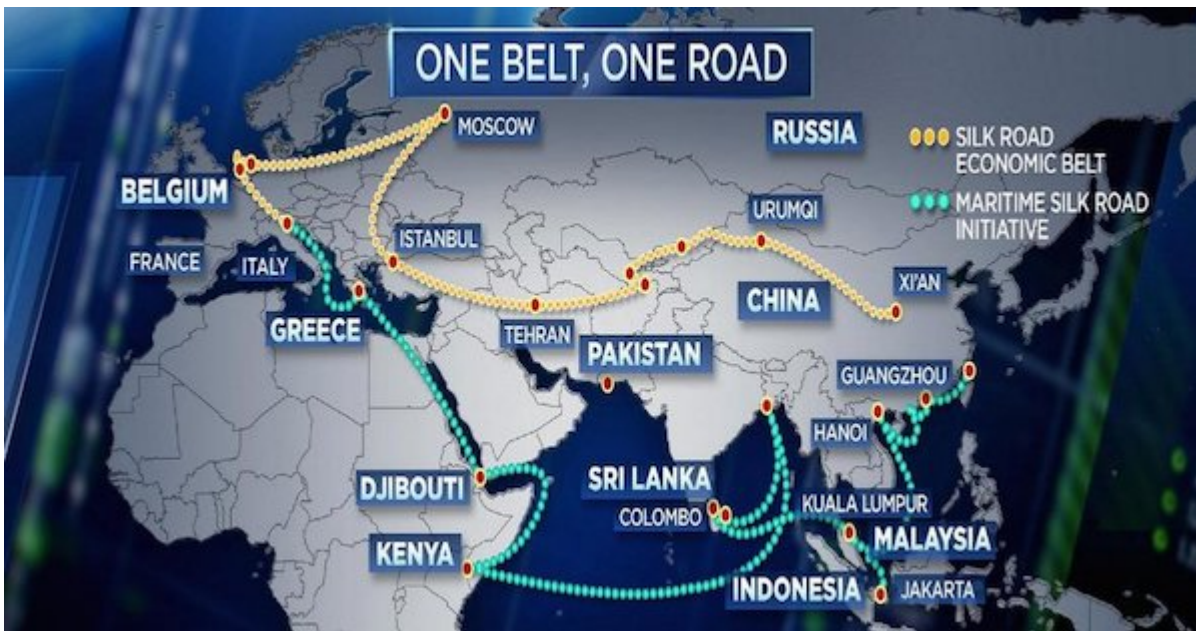 ONE BELT, ONE ROAD
MOSCOW
RUSSIA
SILK ROAD
ECONOMIC BELT
BELGIUM
MARITIME SILK ROAD
INITIATIVE
URUMQI
ISTANBUL
FRANCE
ITALY
XI'AN
CHINA
GREECE
TEHRAN
PAKISTAN
GUANGZHOU
HANOI
DJIBOUTI
SRI LANKA
COLOMBO
KUALA LUMPUR
KENYA
MALAYSIA
INDONESIA
JAKARTA